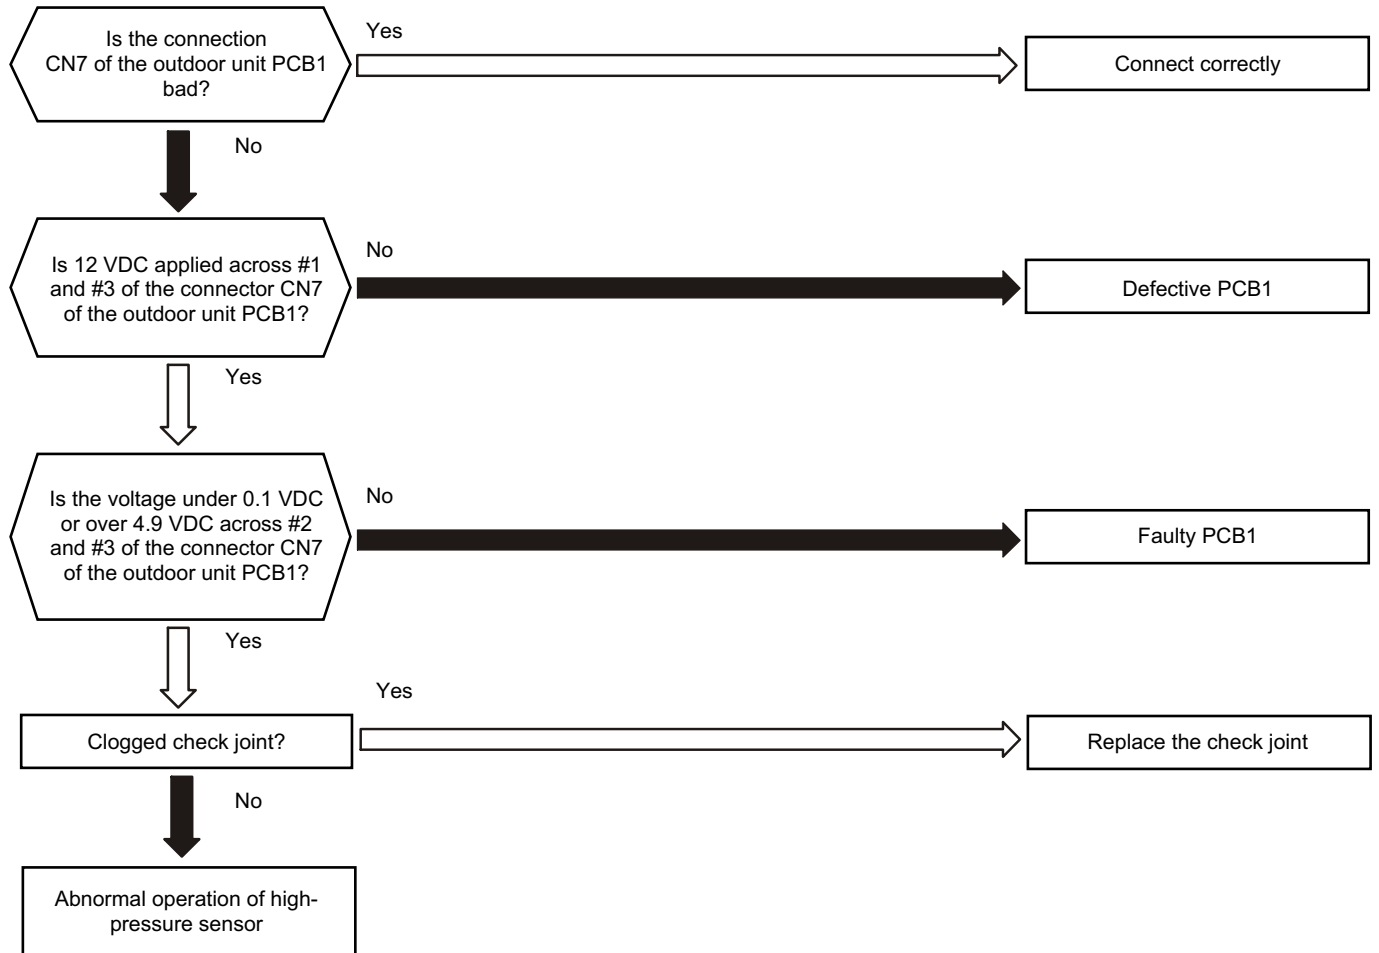 Is the connection
CN7 of the outdoor unit PCB1
bad?
Yes
Connect correctly
No
Is 12 VDC applied across #1
and #3 of the connector CN7
of the outdoor unit PCB1?
No
Defective PCB1
Yes
Is the voltage under 0.1 VDC
or over 4.9 VDC across #2
and #3 of the connector CN7
of the outdoor unit PCB1?
No
Faulty PCB1
Yes
Clogged check joint?
Yes
Replace the check joint
No
Abnormal operation of high-
pressure sensor